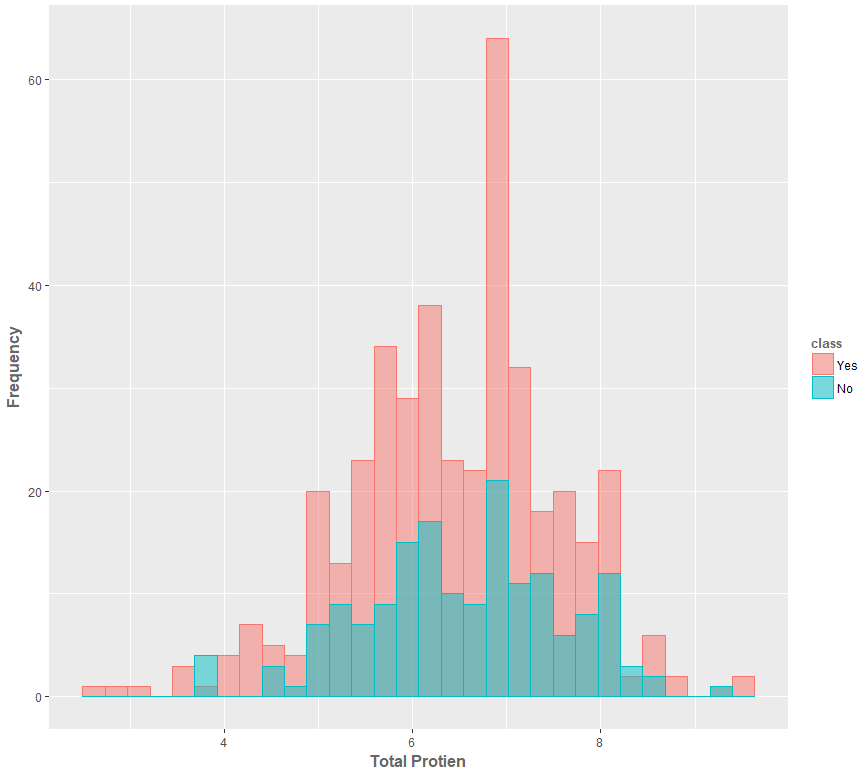 60
40
20
0
Frequency
4 6 8
Total Protien
class
Yes
No